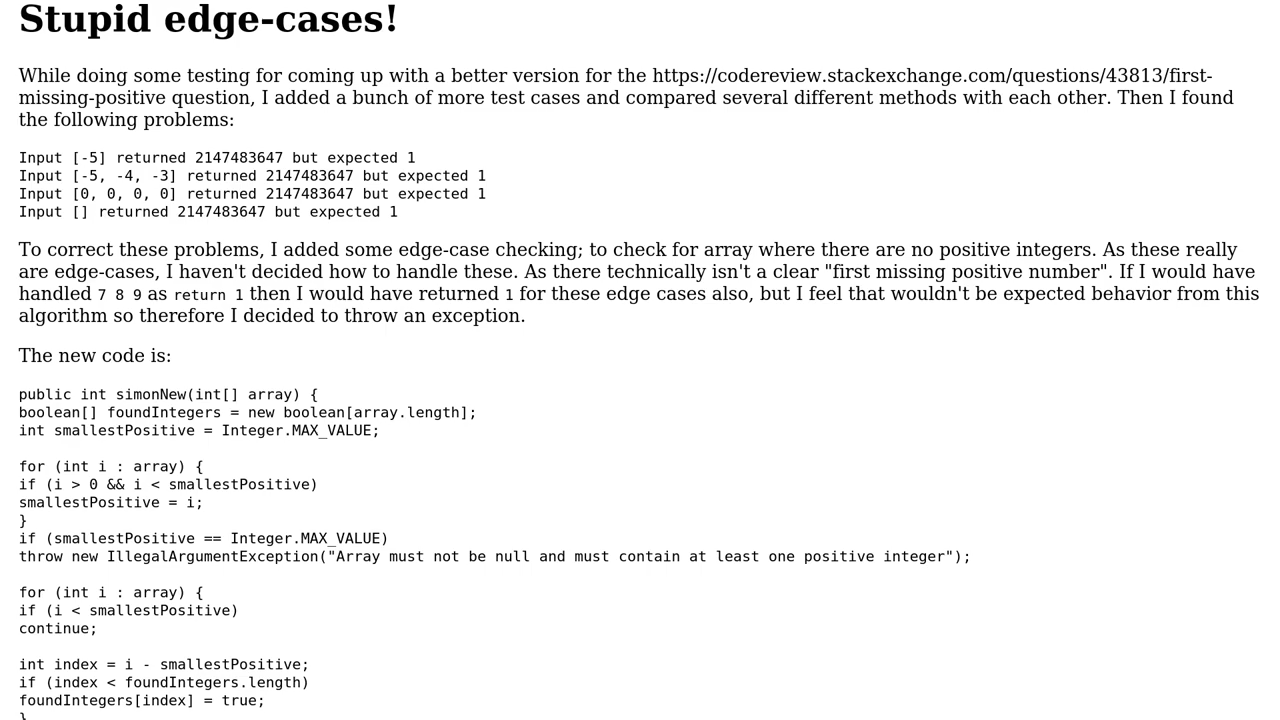 Stupid edge-cases!
While doing some testing for coming up with a better version for the https://codereview.stackexchange.com/questions/43813/first-
missing-positive question, I added a bunch of more test cases and compared several different methods with each other. Then I found
the following problems:
Input [-5] returned 2147483647 but expected 1
Input [-5, -4, -3] returned 2147483647 but expected 1
Input [0, 0, 0, 0] returned 2147483647 but expected 1
Input [] returned 2147483647 but expected 1
To correct these problems, I added some edge-case checking; to check for array where there are no positive integers. As these really
are edge-cases, I haven't decided how to handle these. As there technically isn't a clear "first missing positive number". If I would have
handled 7 8 9 as return 1 then I would have returned 1 for these edge cases also, but I feel that wouldn't be expected behavior from this
algorithm so therefore I decided to throw an exception.
The new code is:
public int simonNew(int[] array) {
boolean[] foundIntegers = new boolean[array.length];
int smallestPositive = Integer.MAX_VALUE;
for (int i : array) {
if (i > 0 && i < smallestPositive)
smallestPositive = i;
}
if (smallestPositive == Integer.MAX_VALUE)
throw new IllegalArgumentException("Array must not be null and must contain at least one positive integer");
for (int i : array) {
if (i < smallestPositive)
continue;
int index = i - smallestPositive;
if (index < foundIntegers.length)
foundIntegers[index] = true;
}